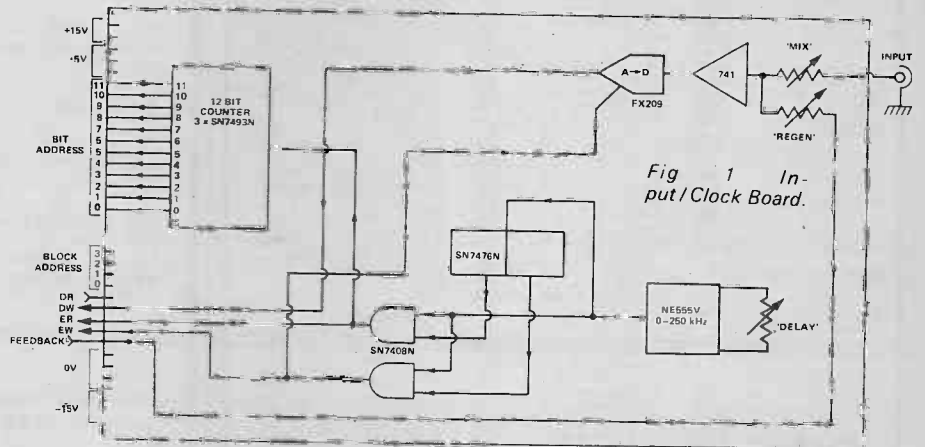 +15V
+5V
11
10
9
8
7
6
5
4
3
2
1
0
BIT
ADDRESS
11
10
9
8
7
6
5
4
3
2
1
0
12 BIT
COUNTER
3 x SN7493N
A→D
FX209
741
'MIX'
'REGEN'
INPUT
Fig 1 In-
put/Clock Board.
BLOCK
ADDRESS
3
2
1
0
DR
DW
ER
EW
FEEDBACK
0V
-15V
SN7476N
SN7408N
NE555V
0-250 kHz
'DELAY'